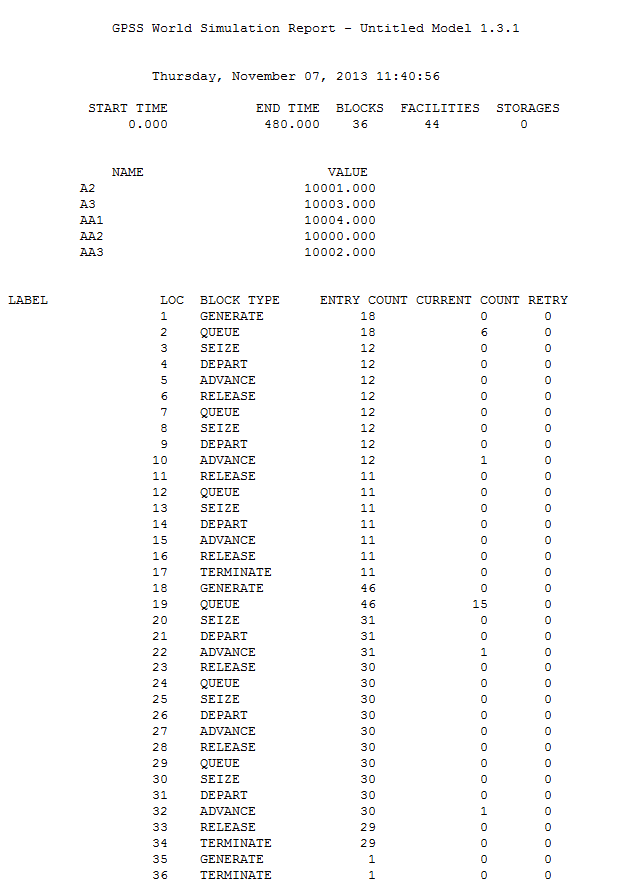 GPSS World Simulation Report - Untitled Model 1.3.1
Thursday, November 07, 2013 11:40:56
START TIME END TIME BLOCKS FACILITIES STORAGES
0.000 480.000 36 44 0
NAME VALUE
A2 10001.000
A3 10003.000
AA1 10004.000
AA2 10000.000
AA3 10002.000
LABEL LOC BLOCK TYPE ENTRY COUNT CURRENT COUNT RETRY
1 GENERATE 18 0 0
2 QUEUE 18 6 0
3 SEIZE 12 0 0
4 DEPART 12 0 0
5 ADVANCE 12 0 0
6 RELEASE 12 0 0
7 QUEUE 12 0 0
8 SEIZE 12 0 0
9 DEPART 12 0 0
10 ADVANCE 12 1 0
11 RELEASE 11 0 0
12 QUEUE 11 0 0
13 SEIZE 11 0 0
14 DEPART 11 0 0
15 ADVANCE 11 0 0
16 RELEASE 11 0 0
17 TERMINATE 11 0 0
18 GENERATE 46 0 0
19 QUEUE 46 15 0
20 SEIZE 31 0 0
21 DEPART 31 0 0
22 ADVANCE 31 1 0
23 RELEASE 30 0 0
24 QUEUE 30 0 0
25 SEIZE 30 0 0
26 DEPART 30 0 0
27 ADVANCE 30 0 0
28 RELEASE 30 0 0
29 QUEUE 30 0 0
30 SEIZE 30 0 0
31 DEPART 30 0 0
32 ADVANCE 30 1 0
33 RELEASE 29 0 0
34 TERMINATE 29 0 0
35 GENERATE 1 0 0
36 TERMINATE 1 0 0